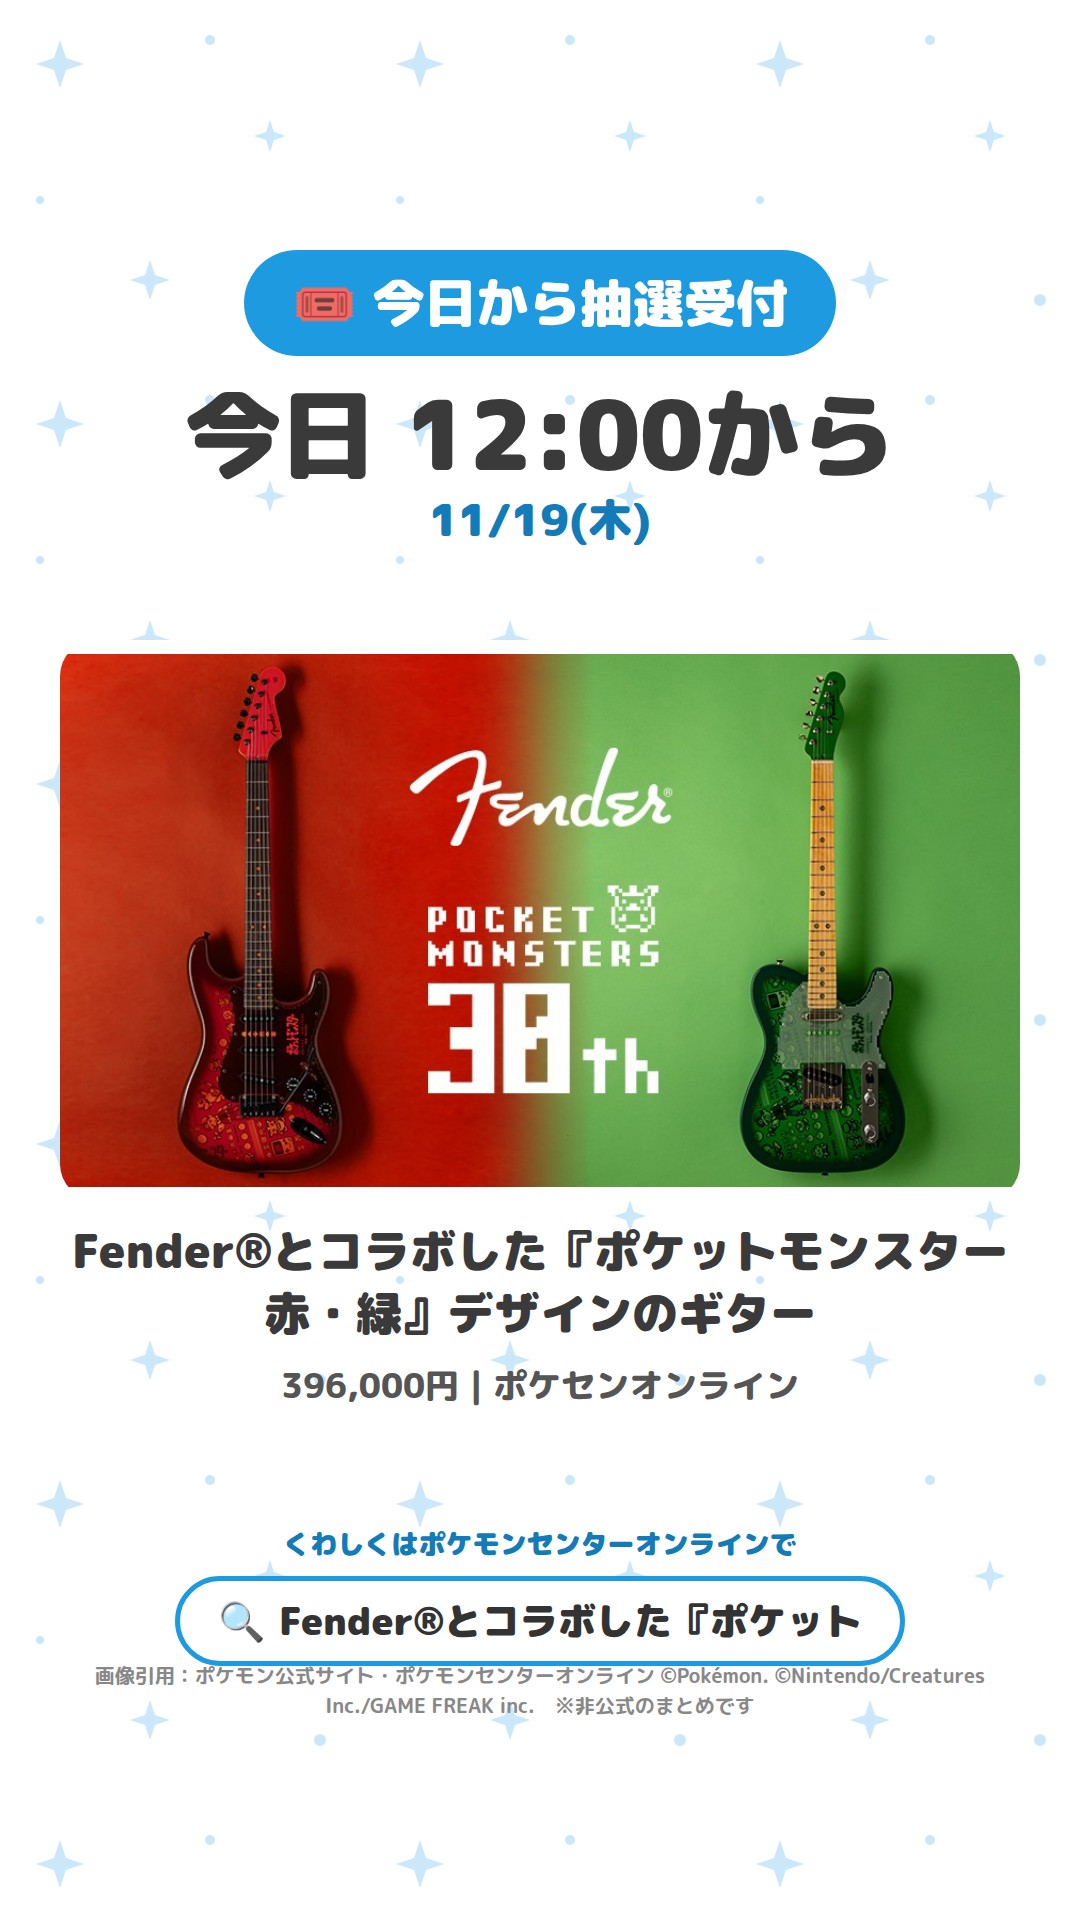 今日から抽選受付
今日 12:00から
11/19(木)
Fender®
POCKET
MONSTERS
30th
Fender®とコラボした『ポケットモンスター
赤・緑』デザインのギター
396,000円 | ポケセンオンライン
くわしくはポケモンセンターオンラインで
Fender®とコラボした『ポケット
画像引用：ポケモン公式サイト・ポケモンセンターオンライン ©Pokémon. ©Nintendo/Creatures
Inc./GAME FREAK inc.　※非公式のまとめです